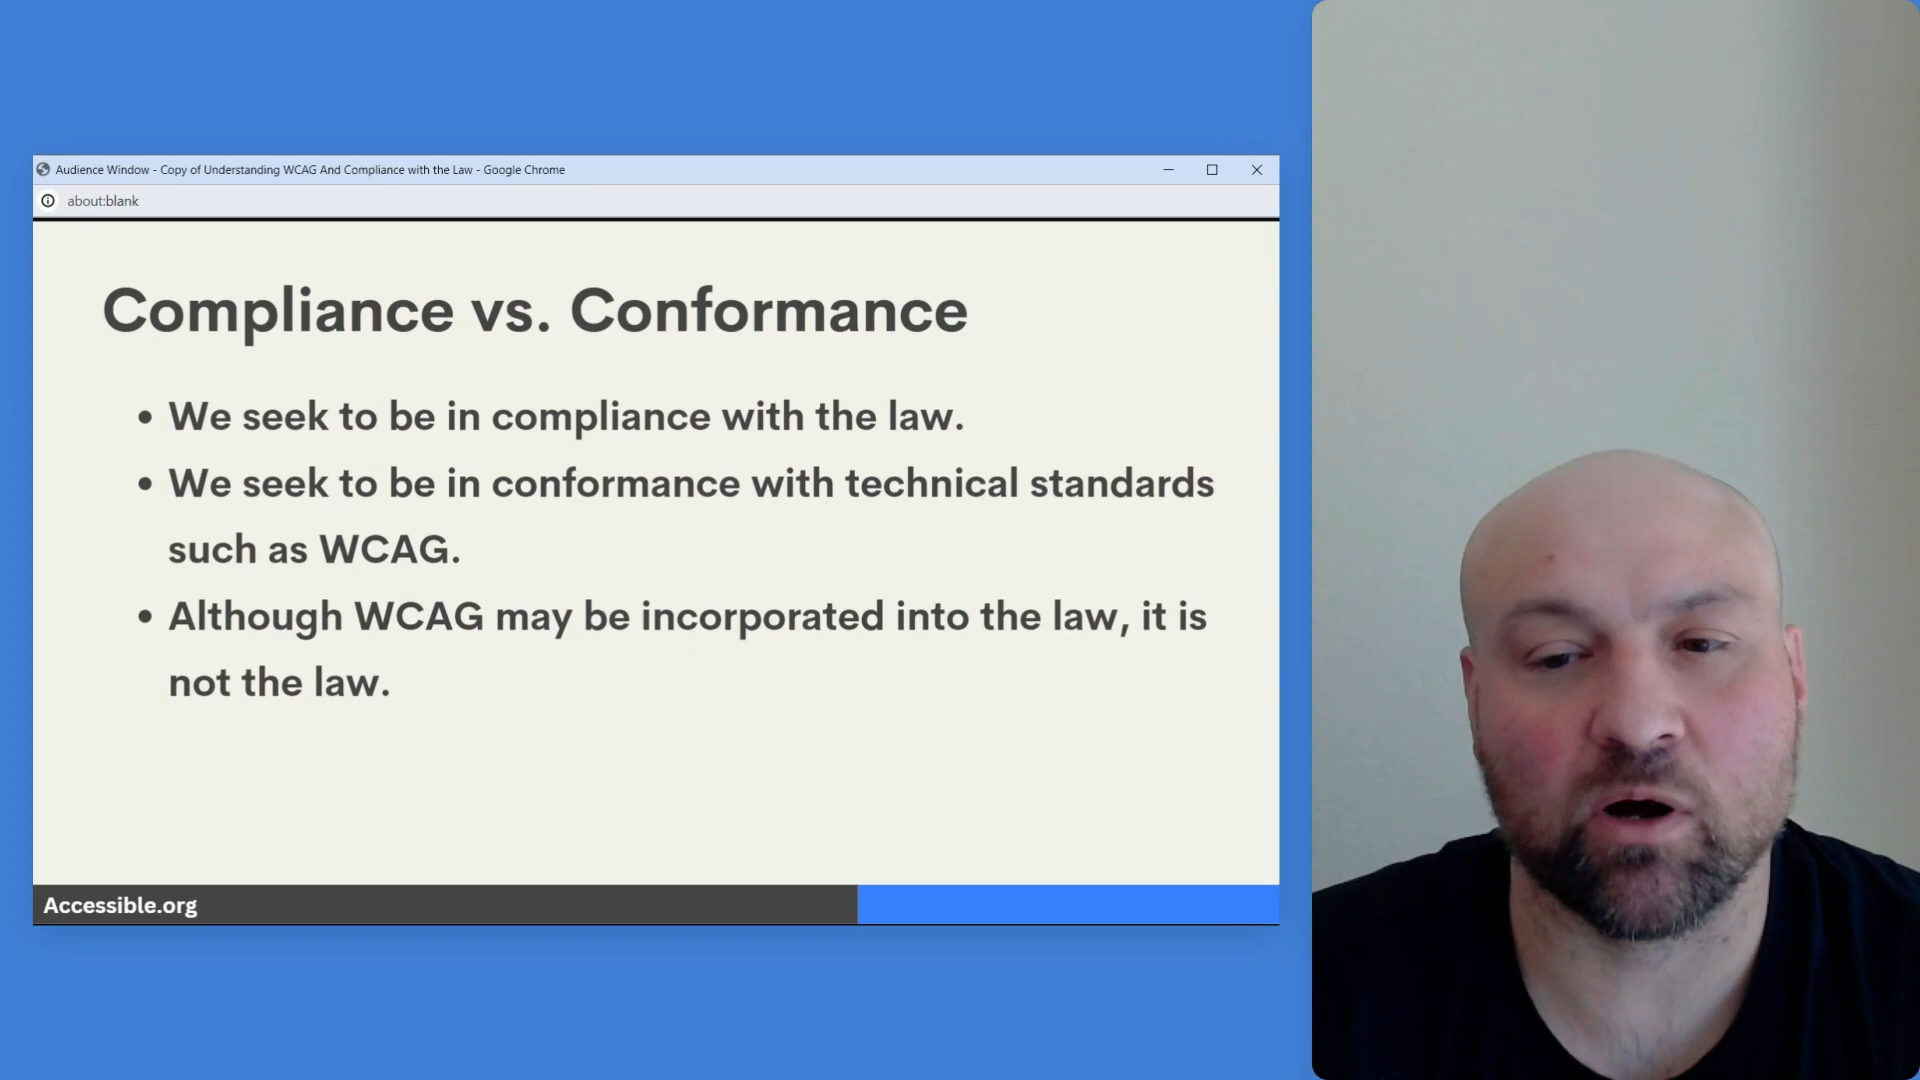 Audience Window - Copy of Understanding WCAG And Compliance with the Law - Google Chrome
about:blank
Compliance vs. Conformance
• We seek to be in compliance with the law.
• We seek to be in conformance with technical standards
such as WCAG.
• Although WCAG may be incorporated into the law, it is
not the law.
Accessible.org